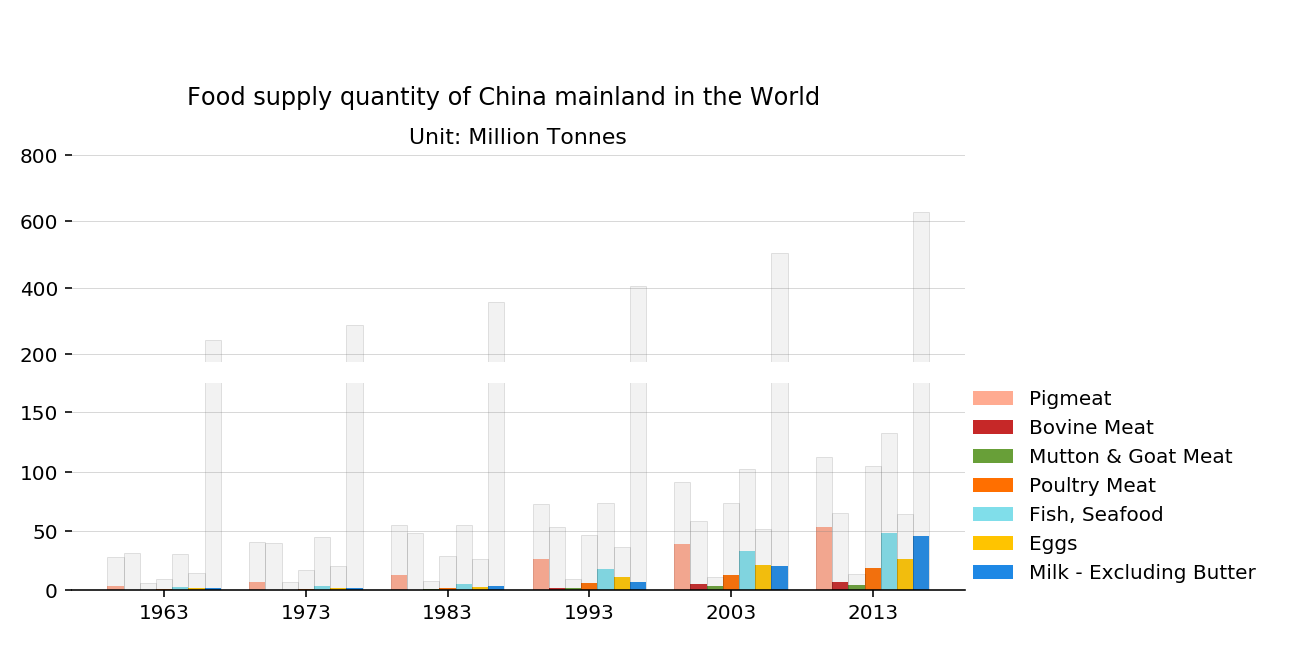 Food supply quantity of China mainland in the World
Unit: Million Tonnes
800
600
400
200
150
100
50
0
1963 1973 1983 1993 2003 2013
Pigmeat
Bovine Meat
Mutton & Goat Meat
Poultry Meat
Fish, Seafood
Eggs
Milk - Excluding Butter